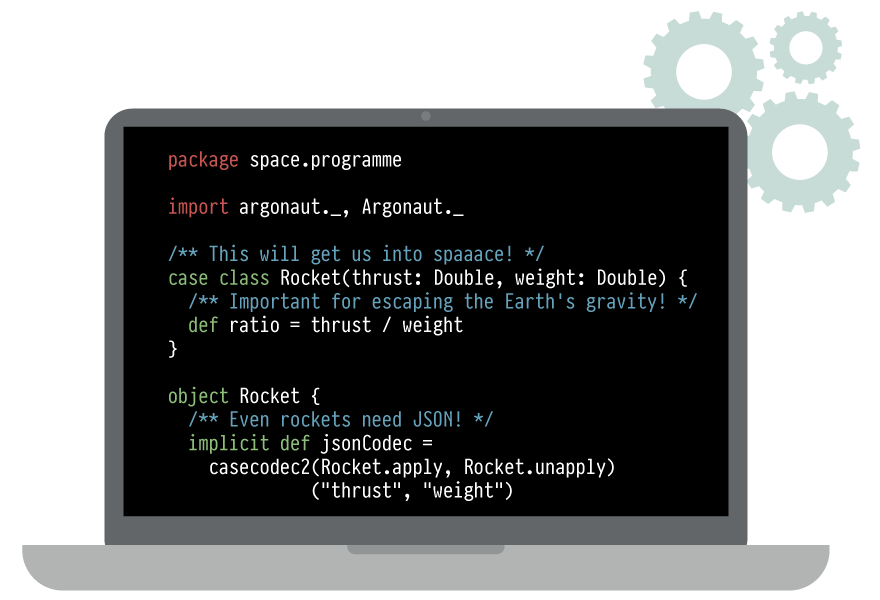 package space.programme
import argonaut._, Argonaut._
/** This will get us into spaaace! */
case class Rocket(thrust: Double, weight: Double) {
/** Important for escaping the Earth's gravity! */
def ratio = thrust / weight
}
object Rocket {
/** Even rockets need JSON! */
implicit def jsonCodec =
casecodec2(Rocket.apply, Rocket.unapply)
("thrust", "weight")